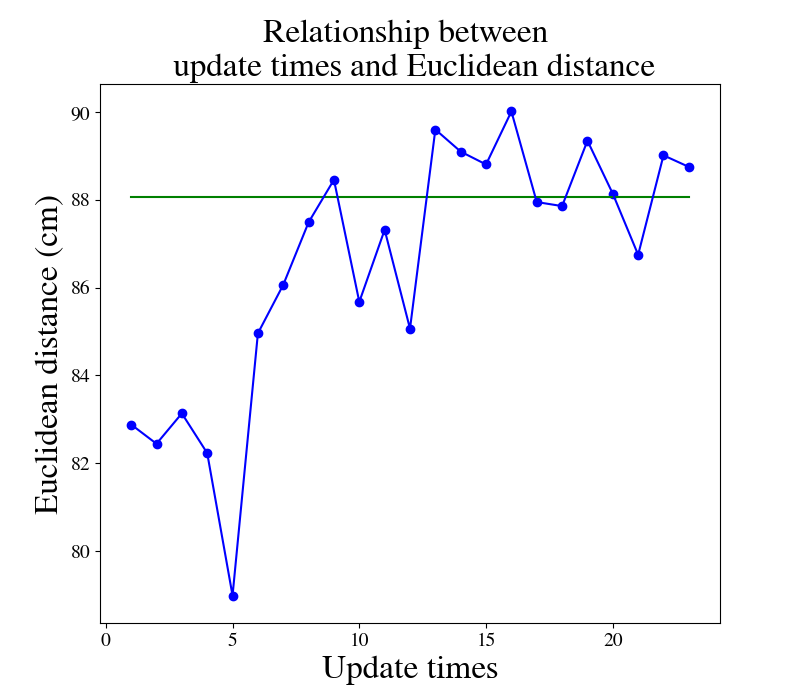 Relationship between
update times and Euclidean distance
Euclidean distance (cm)
90
88
86
84
82
80
0
5
10
15
20
Update times